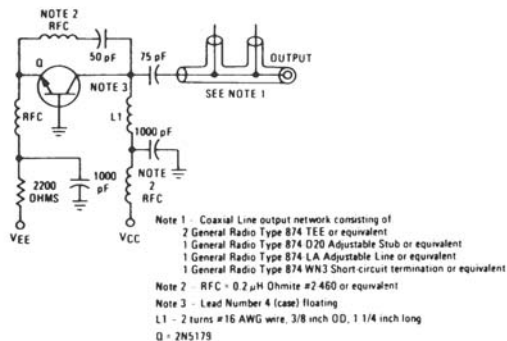 NOTE 2
RFC
50 pF
75 pF
OUTPUT
Q
NOTE 3
SEE NOTE 1
RFC
L1
1000 pF
2200
OHMS
1000
pF
NOTE
2
RFC
VEE
VCC
Note 1 - Coaxial Line output network consisting of
2 General Radio Type 874 TEE or equivalent
1 General Radio Type 874 D20 Adjustable Stub or equivalent
1 General Radio Type 874 LA Adjustable Line or equivalent
1 General Radio Type 874 WN3 Short-circuit termination or equivalent
Note 2 - RFC = 0.2 µH Ohmite #2 460 or equivalent
Note 3 - Lead Number 4 (case) floating
L1 - 2 turns #16 AWG wire, 3/8 inch OD, 1 1/4 inch long
Q = 2N5179